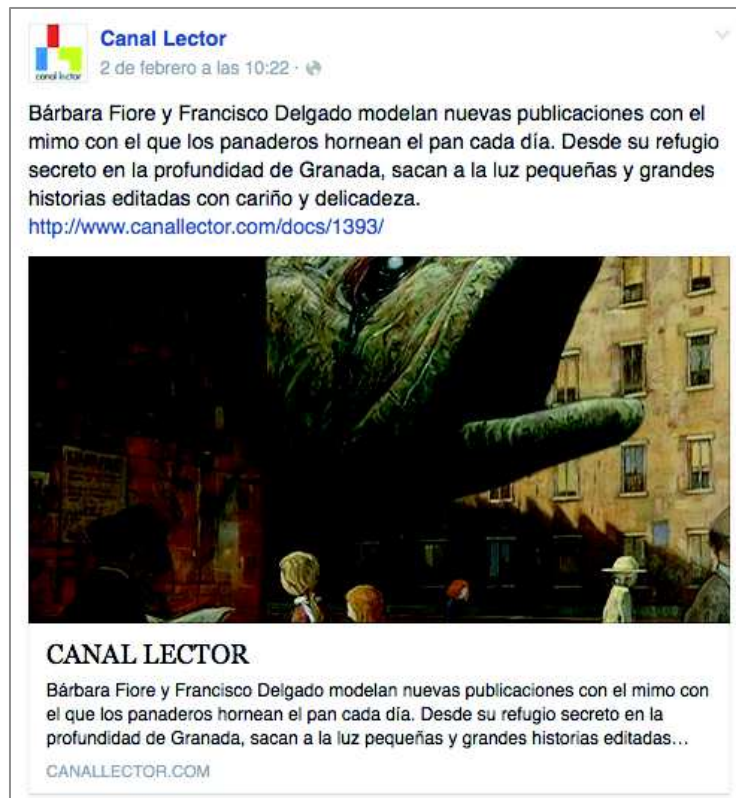 Canal Lector
canal lector
2 de febrero a las 10:22 ·
Bárbara Fiore y Francisco Delgado modelan nuevas publicaciones con el
mimo con el que los panaderos hornean el pan cada día. Desde su refugio
secreto en la profundidad de Granada, sacan a la luz pequeñas y grandes
historias editadas con cariño y delicadeza.
http://www.canallector.com/docs/1393/
CANAL LECTOR
Bárbara Fiore y Francisco Delgado modelan nuevas publicaciones con el mimo con
el que los panaderos hornean el pan cada día. Desde su refugio secreto en la
profundidad de Granada, sacan a la luz pequeñas y grandes historias editadas...
CANALLECTOR.COM